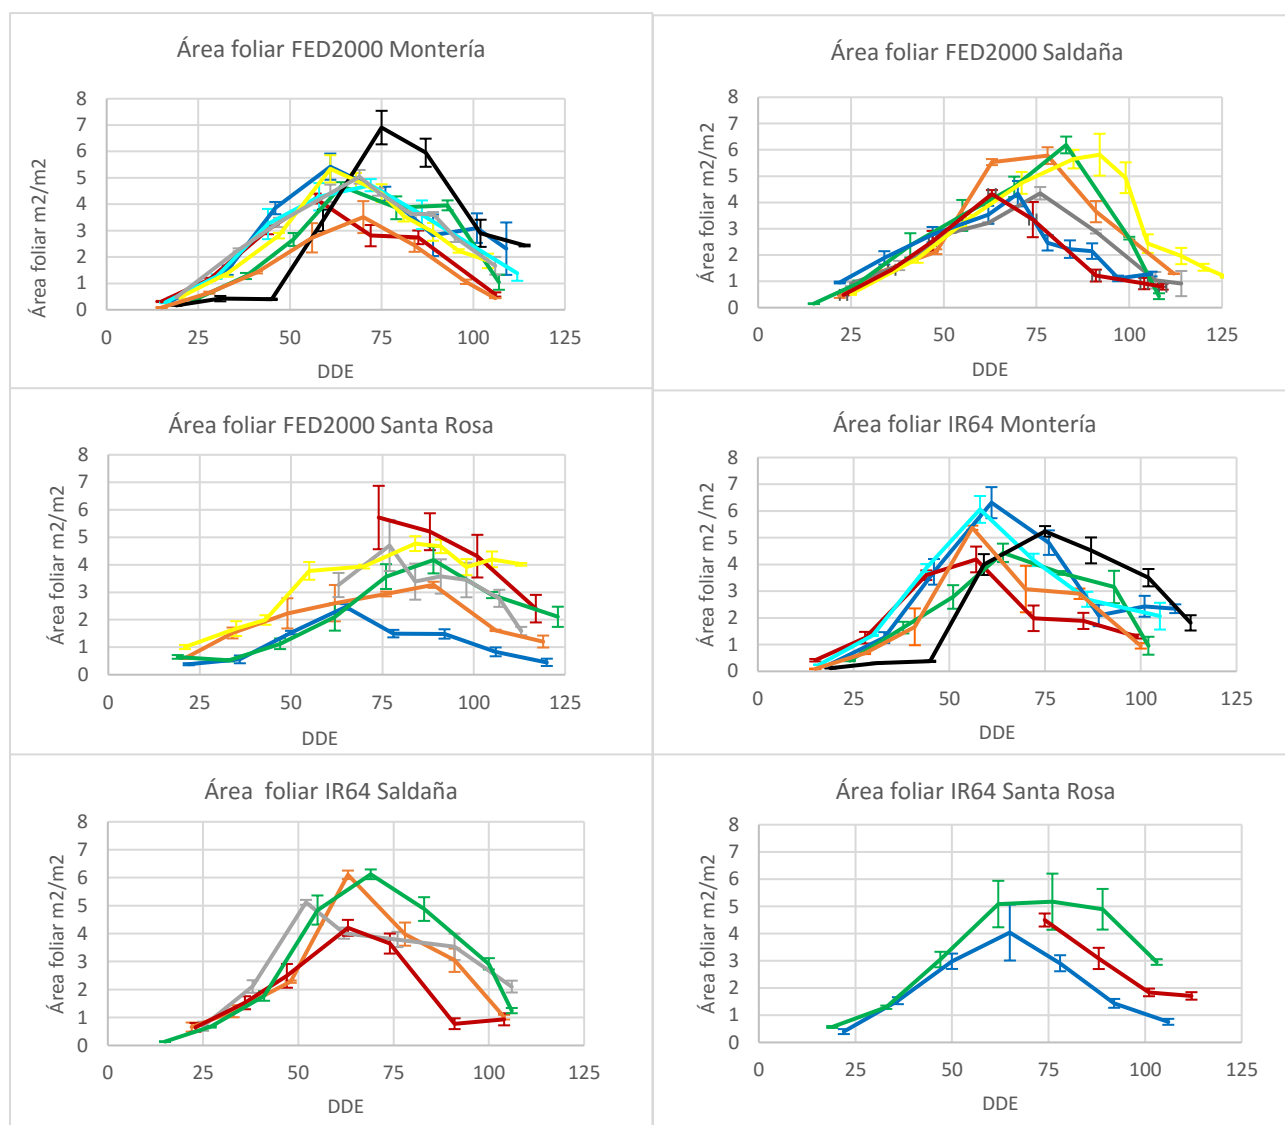 Área foliar FED2000 Montería
Área foliar m2/m2
8
7
6
5
4
3
2
1
0
0 25 50 75 100 125
DDE
Área foliar FED2000 Saldaña
Área foliar m2/m2
8
7
6
5
4
3
2
1
0
0 25 50 75 100 125
DDE
Área foliar FED2000 Santa Rosa
Área foliar m2/m2
8
7
6
5
4
3
2
1
0
0 25 50 75 100 125
DDE
Área foliar IR64 Montería
Área foliar m2 /m2
8
7
6
5
4
3
2
1
0
0 25 50 75 100 125
DDE
Área  foliar IR64 Saldaña
Área foliar m2/m2
8
7
6
5
4
3
2
1
0
0 25 50 75 100 125
DDE
Área foliar IR64 Santa Rosa
Área foliar m2/m2
8
7
6
5
4
3
2
1
0
0 25 50 75 100 125
DDE